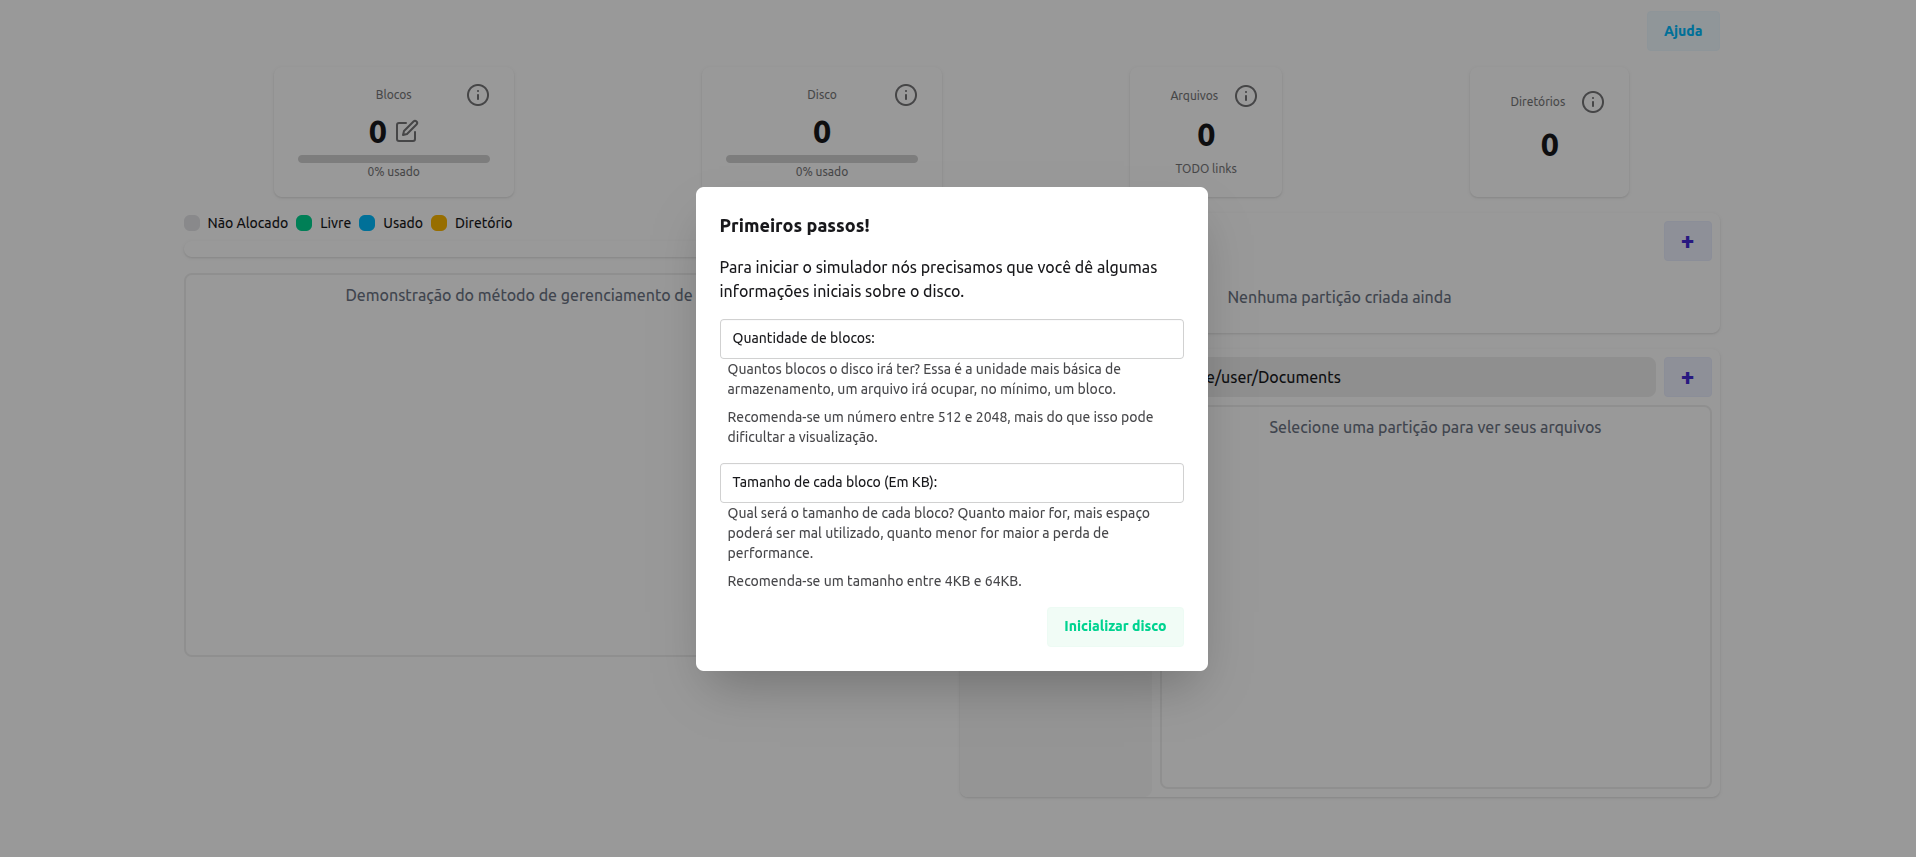 Ajuda
Blocos
0
0% usado
Disco
0
0% usado
Arquivos
0
TODO links
Diretórios
0
Não Alocado
Livre
Usado
Diretório
Demonstração do método de gerenciamento de
+
Nenhuma partição criada ainda
e/user/Documents
+
Selecione uma partição para ver seus arquivos
Primeiros passos!
Para iniciar o simulador nós precisamos que você dê algumas
informações iniciais sobre o disco.
Quantidade de blocos:
Quantos blocos o disco irá ter? Essa é a unidade mais básica de
armazenamento, um arquivo irá ocupar, no mínimo, um bloco.
Recomenda-se um número entre 512 e 2048, mais do que isso pode
dificultar a visualização.
Tamanho de cada bloco (Em KB):
Qual será o tamanho de cada bloco? Quanto maior for, mais espaço
poderá ser mal utilizado, quanto menor for maior a perda de
performance.
Recomenda-se um tamanho entre 4KB e 64KB.
Inicializar disco